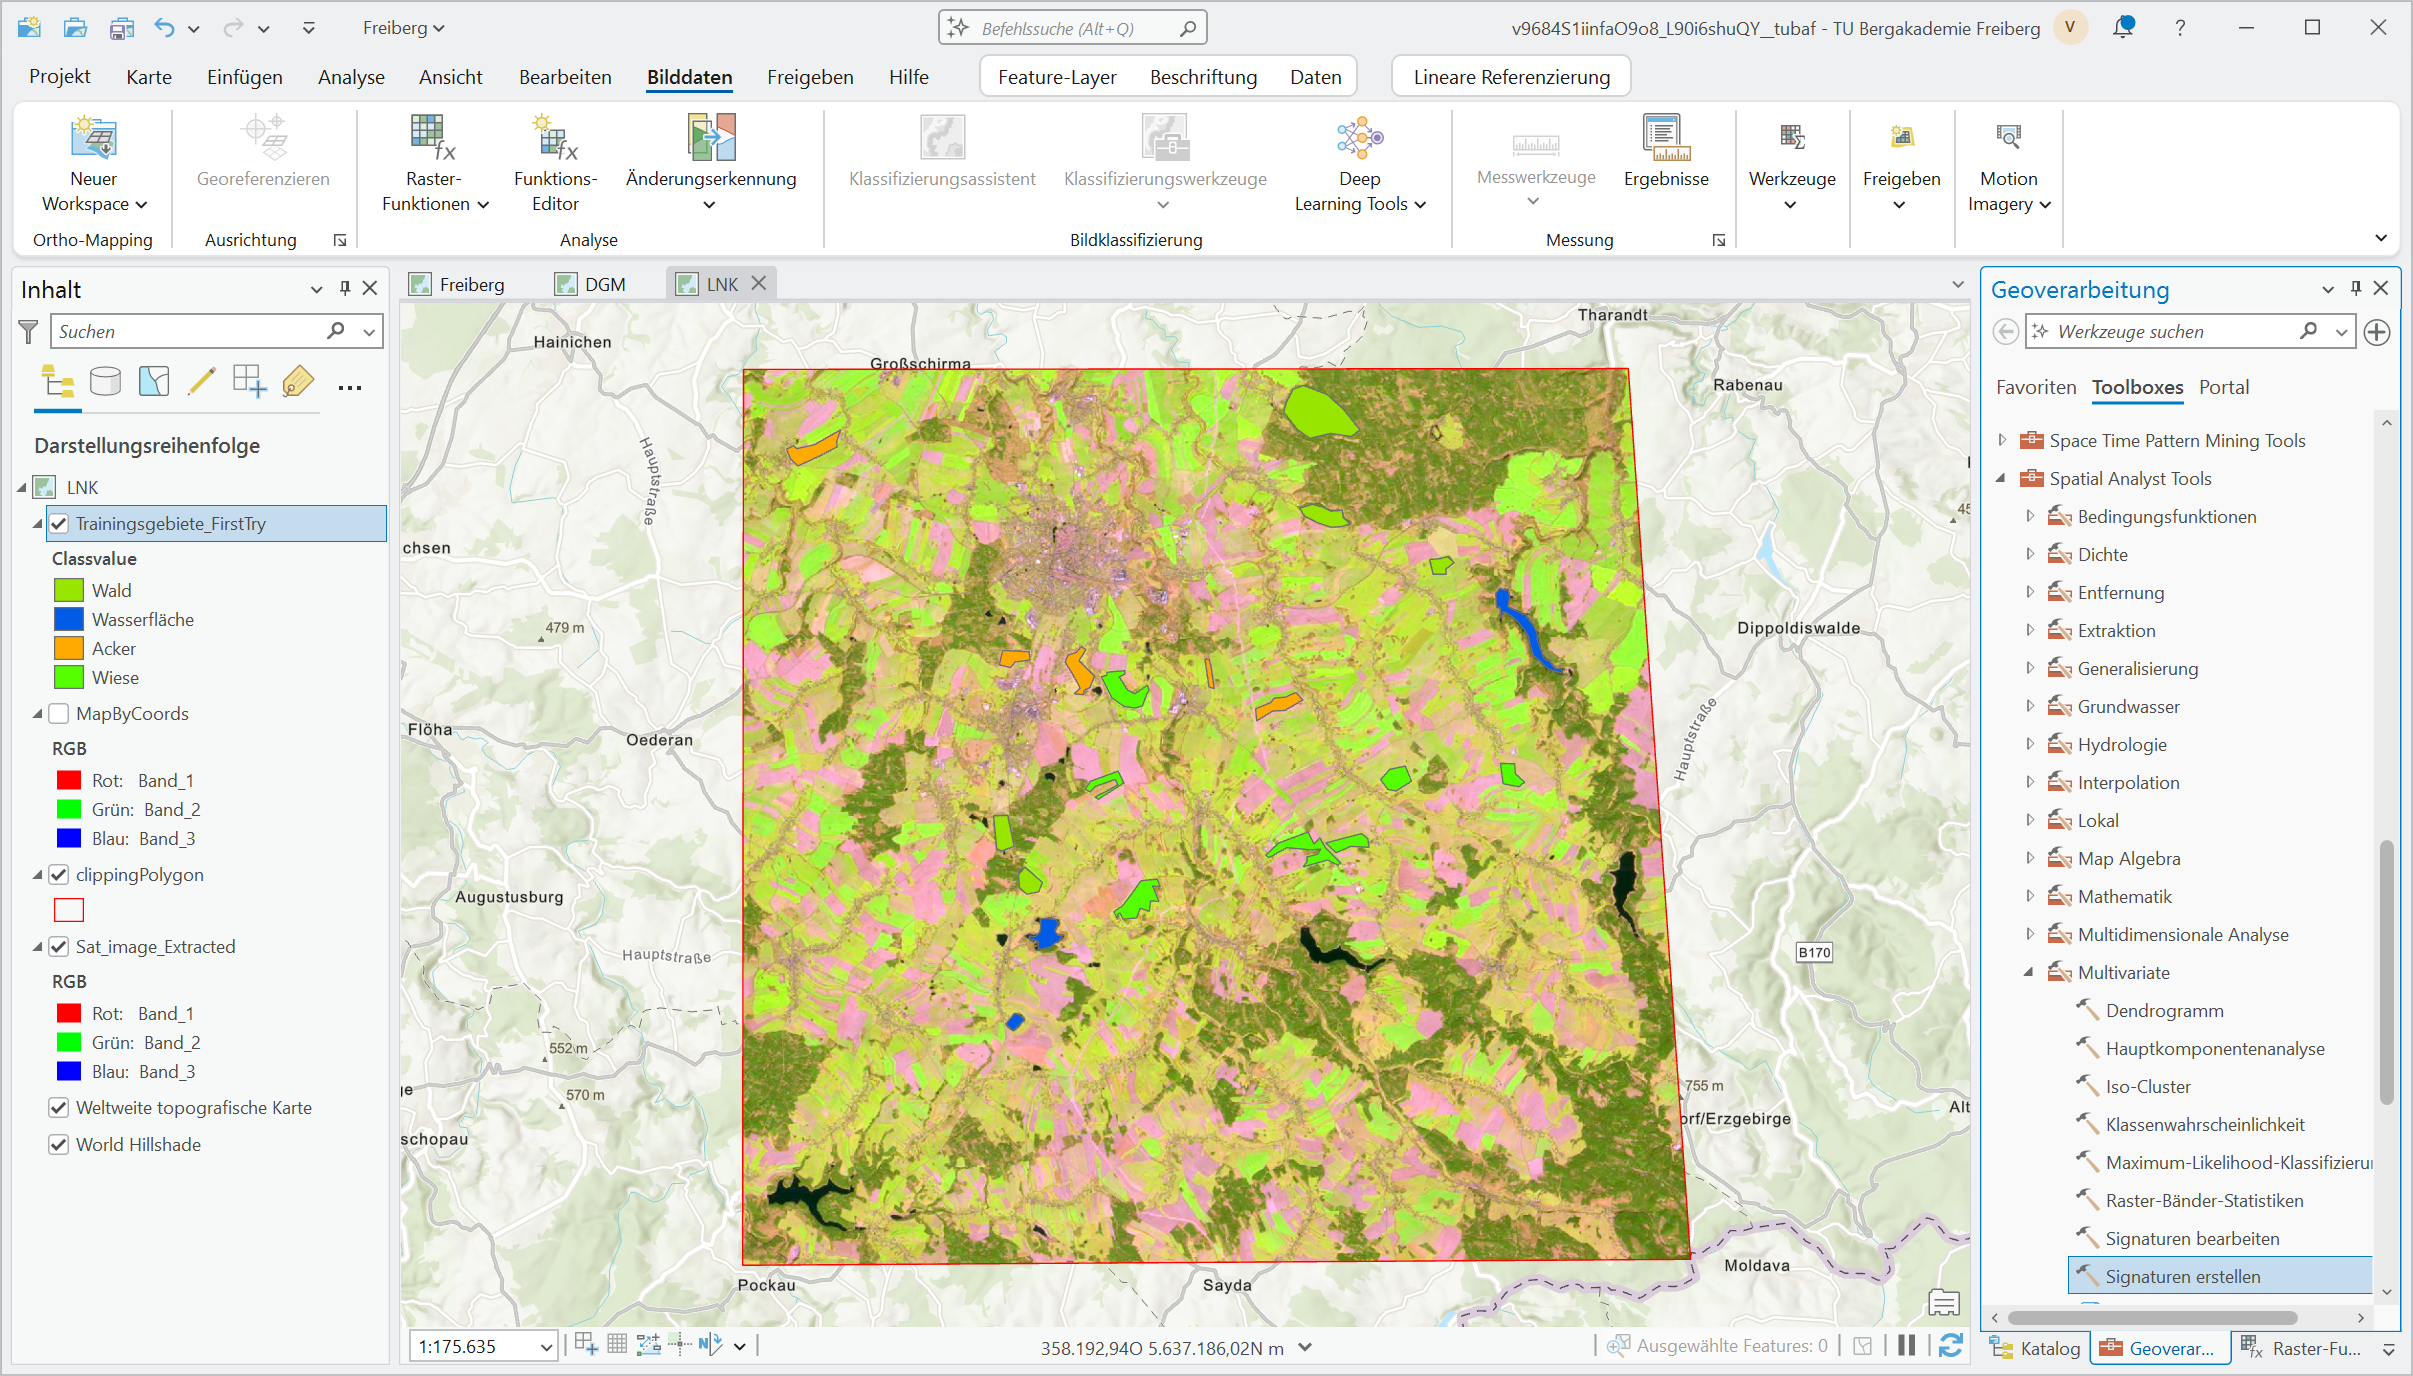 Freiberg
Befehlssuche (Alt+Q)
v9684S1iinfaO9o8_L90i6shuQY__tubaf - TU Bergakademie Freiberg
V
?
Projekt
Karte
Einfügen
Analyse
Ansicht
Bearbeiten
Bilddaten
Freigeben
Hilfe
Feature-Layer
Beschriftung
Daten
Lineare Referenzierung
Neuer
Workspace
Georeferenzieren
Raster-
Funktionen
Funktions-
Editor
Änderungserkennung
Klassifizierungsassistent
Klassifizierungswerkzeuge
Deep
Learning Tools
Messwerkzeuge
Ergebnisse
Werkzeuge
Freigeben
Motion
Imagery
Ortho-Mapping
Ausrichtung
Analyse
Bildklassifizierung
Messung
Inhalt
Suchen
Darstellungsreihenfolge
LNK
Trainingsgebiete_FirstTry
Classvalue
Wald
Wasserfläche
Acker
Wiese
MapByCoords
RGB
Rot: Band_1
Grün: Band_2
Blau: Band_3
clippingPolygon
Sat_image_Extracted
RGB
Rot: Band_1
Grün: Band_2
Blau: Band_3
Weltweite topografische Karte
World Hillshade
Freiberg
DGM
LNK
Tharandt
Hainichen
Großschirma
Rabenau
Hauptstraße
chsen
45
479 m
Dippoldiswalde
Flöha
Oederan
Hauptstraße
Augustusburg
Hauptstraße
B170
552 m
ge
570 m
755 m
Alt
orf/Erzgebirge
schopau
Moldava
Pockau
Sayda
1:175.635
358.192,94O 5.637.186,02N m
Ausgewählte Features: 0
Geoverarbeitung
Werkzeuge suchen
Favoriten
Toolboxes
Portal
Space Time Pattern Mining Tools
Spatial Analyst Tools
Bedingungsfunktionen
Dichte
Entfernung
Extraktion
Generalisierung
Grundwasser
Hydrologie
Interpolation
Lokal
Map Algebra
Mathematik
Multidimensionale Analyse
Multivariate
Dendrogramm
Hauptkomponentenanalyse
Iso-Cluster
Klassenwahrscheinlichkeit
Maximum-Likelihood-Klassifizieru
Raster-Bänder-Statistiken
Signaturen bearbeiten
Signaturen erstellen
Katalog
Geoverar...
Raster-Fu...